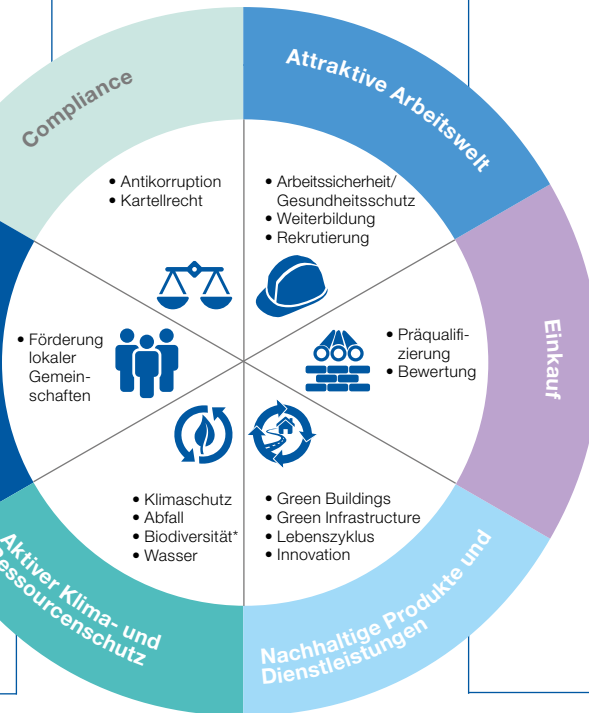 Compliance
• Antikorruption
• Kartellrecht
Attraktive Arbeitswelt
• Arbeitssicherheit/
Gesundheitsschutz
• Weiterbildung
• Rekrutierung
Einkauf
• Präqualifi-
zierung
• Bewertung
Nachhaltige Produkte und
Dienstleistungen
• Green Buildings
• Green Infrastructure
• Lebenszyklus
• Innovation
Aktiver Klima- und
Ressourcenschutz
• Klimaschutz
• Abfall
• Biodiversität*
• Wasser
• Förderung
lokaler
Gemein-
schaften